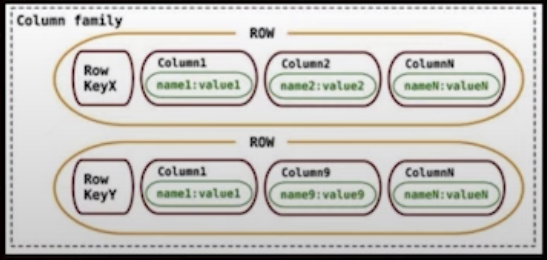 Column family
ROW
Row KeyX
Column1
name1:value1
Column2
name2:value2
ColumnN
nameN:valueN
ROW
Row KeyY
Column1
name1:value1
Column9
name9:value9
ColumnN
nameN:valueN